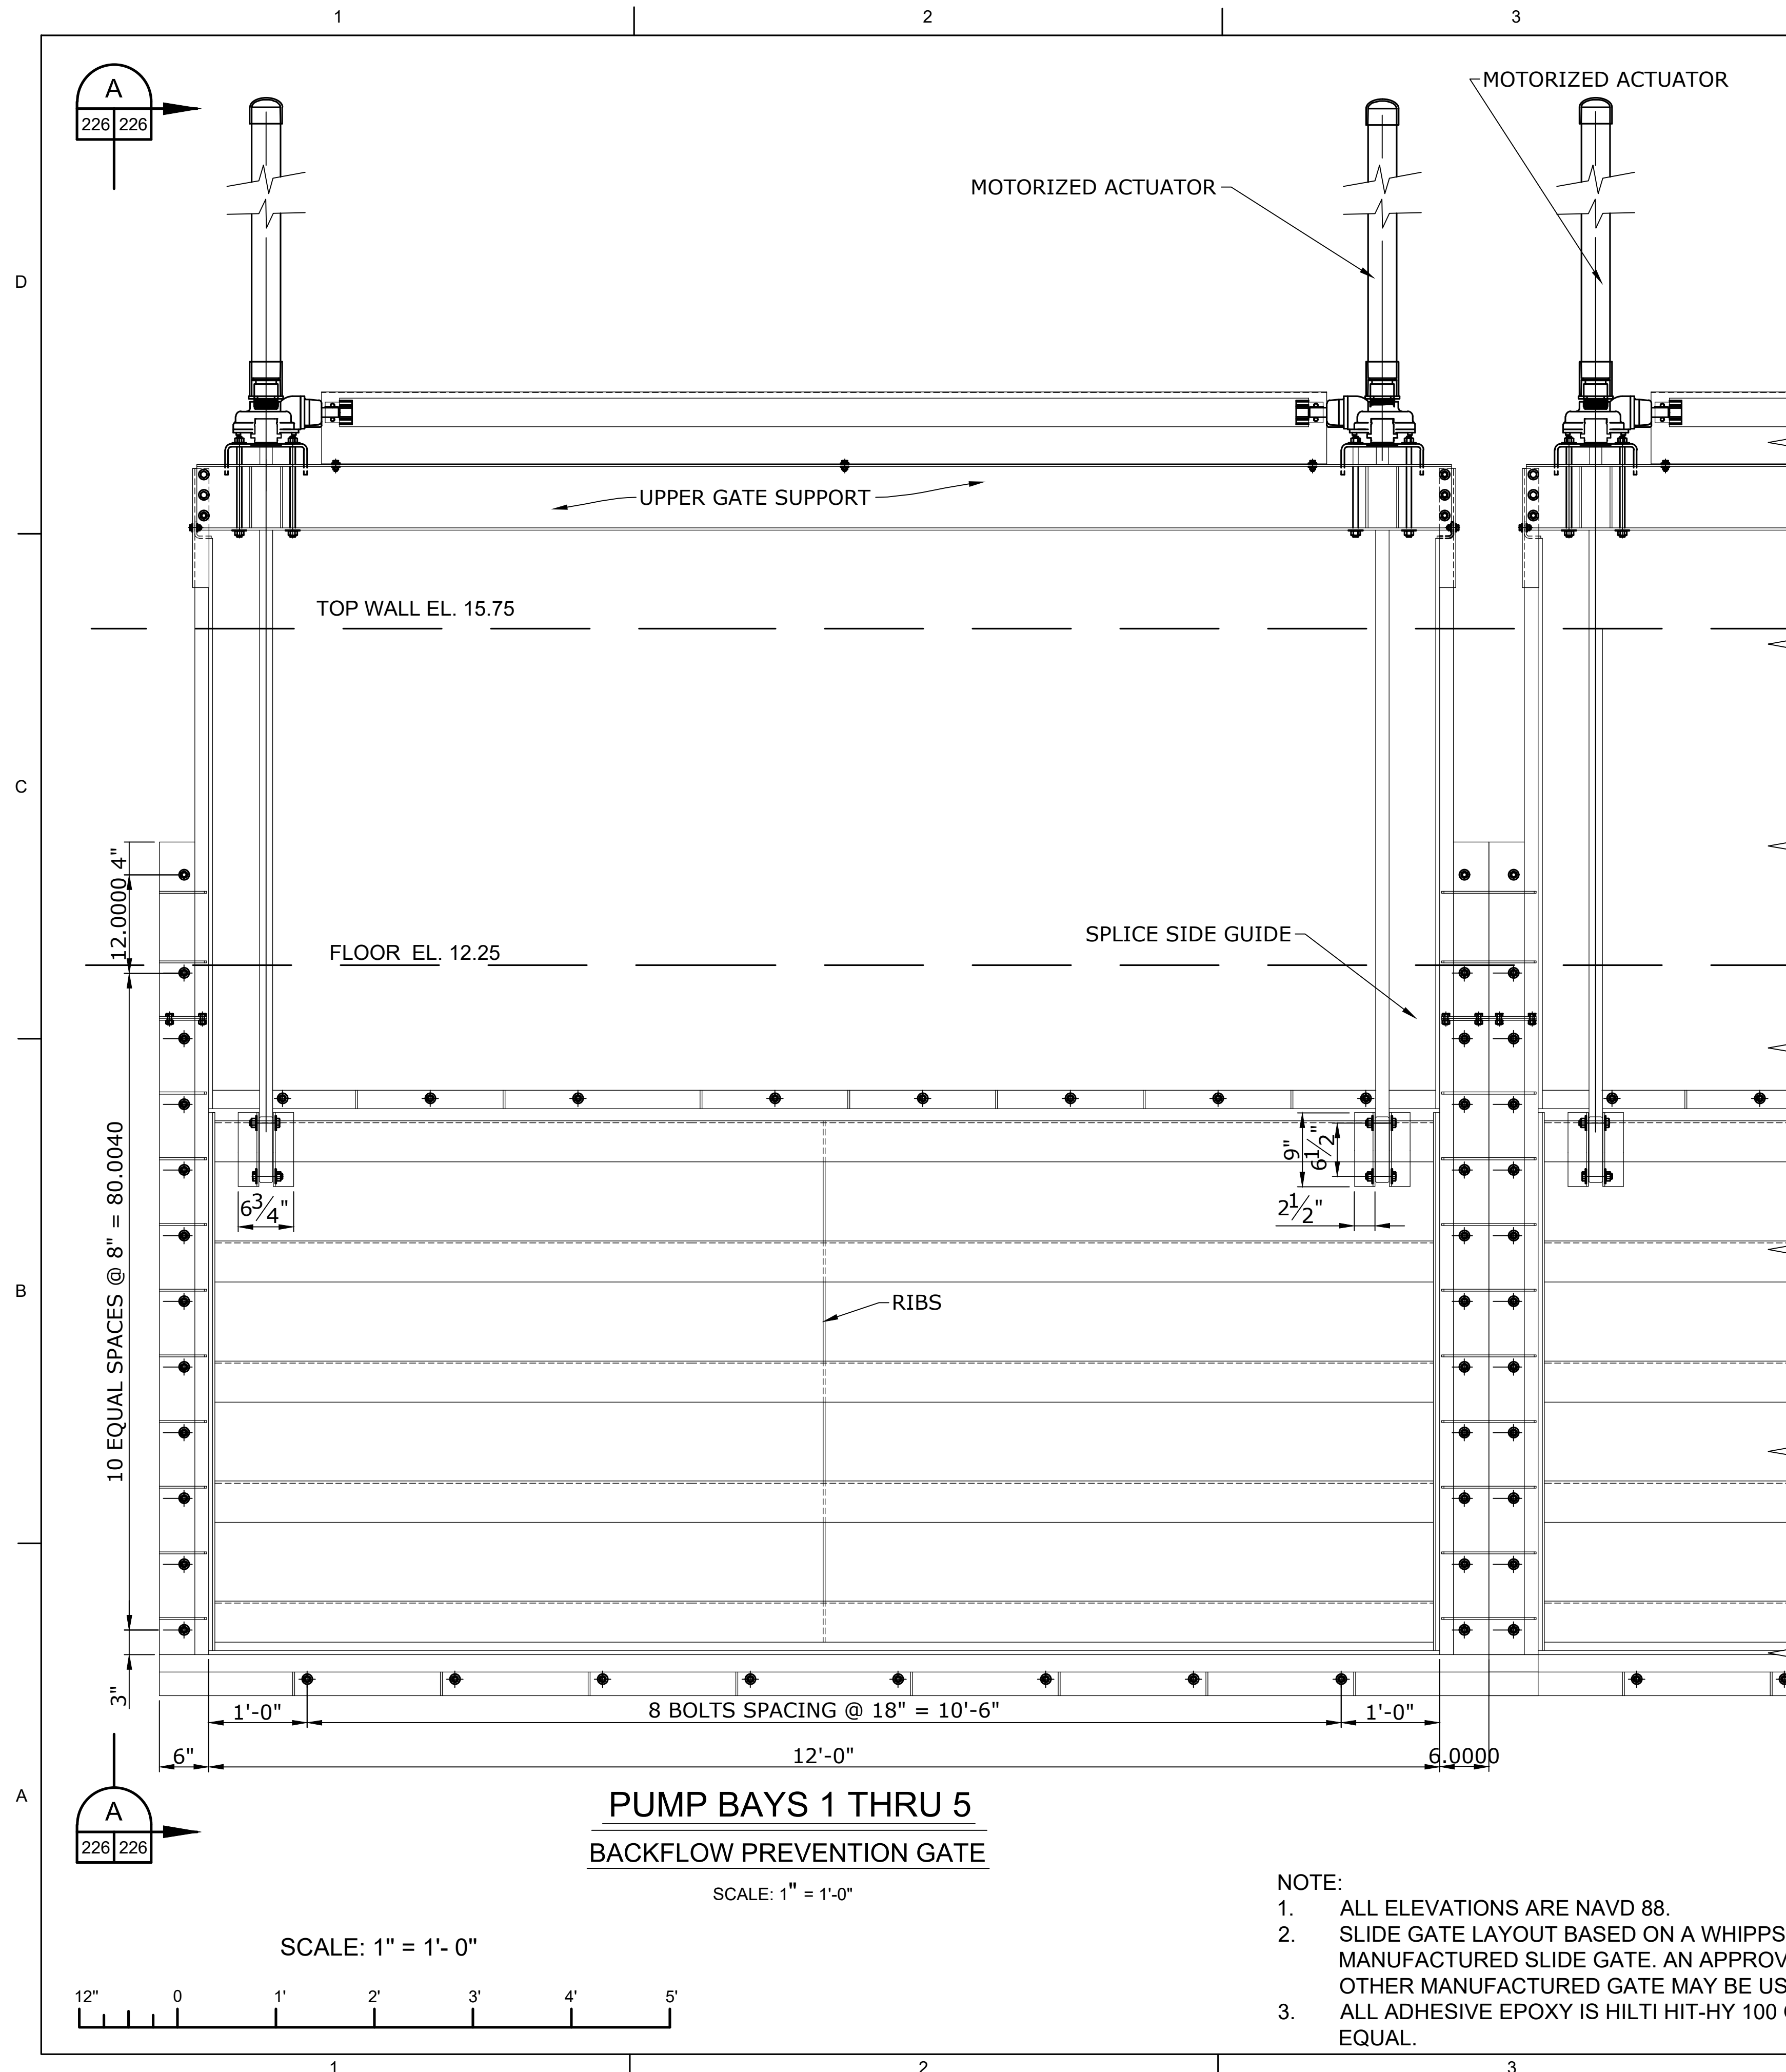 1 2 3
A
226 226
MOTORIZED ACTUATOR
MOTORIZED ACTUATOR
D
UPPER GATE SUPPORT
TOP WALL EL. 15.75
C
4"
12.0000
SPLICE SIDE GUIDE
FLOOR EL. 12.25
10 EQUAL SPACES @ 8" = 80.0040
9"
6 1/2"
6 3/4"
2 1/2"
B
RIBS
3"
1'-0" 8 BOLTS SPACING @ 18" = 10'-6" 1'-0"
6" 12'-0" 6.0000
A
A
226 226
PUMP BAYS 1 THRU 5
BACKFLOW PREVENTION GATE
SCALE: 1" = 1'-0"
NOTE:
1. ALL ELEVATIONS ARE NAVD 88.
2. SLIDE GATE LAYOUT BASED ON A WHIPPS
MANUFACTURED SLIDE GATE. AN APPROV
OTHER MANUFACTURED GATE MAY BE US
3. ALL ADHESIVE EPOXY IS HILTI HIT-HY 100
EQUAL.
SCALE: 1" = 1'- 0"
12" 0 1' 2' 3' 4' 5'
1 2 3